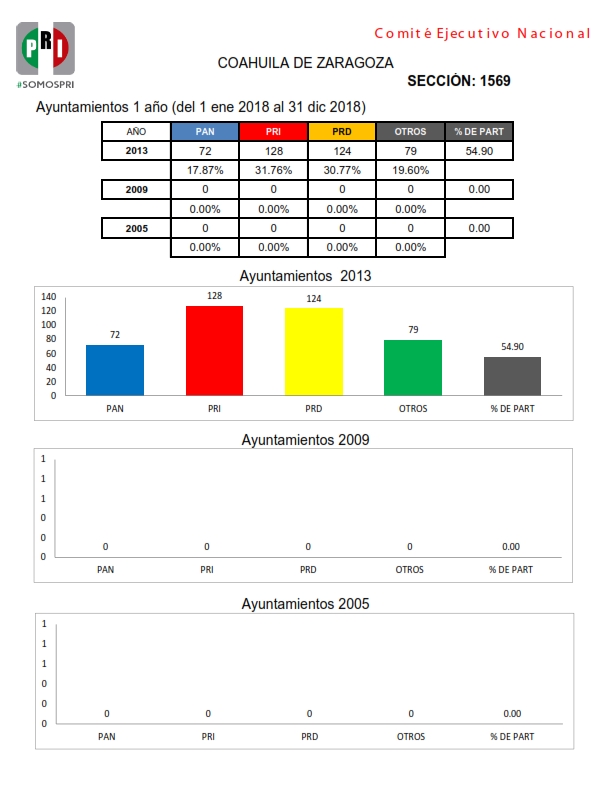 PRI
#SOMOSPRI
Comité Ejecutivo Nacional
COAHUILA DE ZARAGOZA
SECCIÓN: 1569
Ayuntamientos 1 año (del 1 ene 2018 al 31 dic 2018)
AÑO PAN PRI PRD OTROS % DE PART
2013 72 128 124 79 54.90
17.87% 31.76% 30.77% 19.60%
2009 0 0 0 0 0.00
0.00% 0.00% 0.00% 0.00%
2005 0 0 0 0 0.00
0.00% 0.00% 0.00% 0.00%
Ayuntamientos 2013
140
120
100
80
60
40
20
0
72 128 124 79 54.90
PAN PRI PRD OTROS % DE PART
Ayuntamientos 2009
1
1
1
0
0
0
0 0 0 0 0.00
PAN PRI PRD OTROS % DE PART
Ayuntamientos 2005
1
1
1
0
0
0
0 0 0 0 0.00
PAN PRI PRD OTROS % DE PART